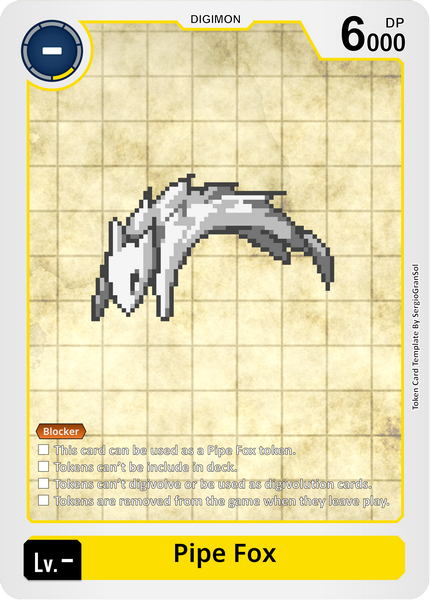 DIGIMON
-
DP
6000
Blocker
This card can be used as a Pipe Fox token.
Tokens can't be include in deck.
Tokens can't digivolve or be used as digivolution cards.
Tokens are removed from the game when they leave play.
Token Card Template By SergioGranSol
Lv.-
Pipe Fox